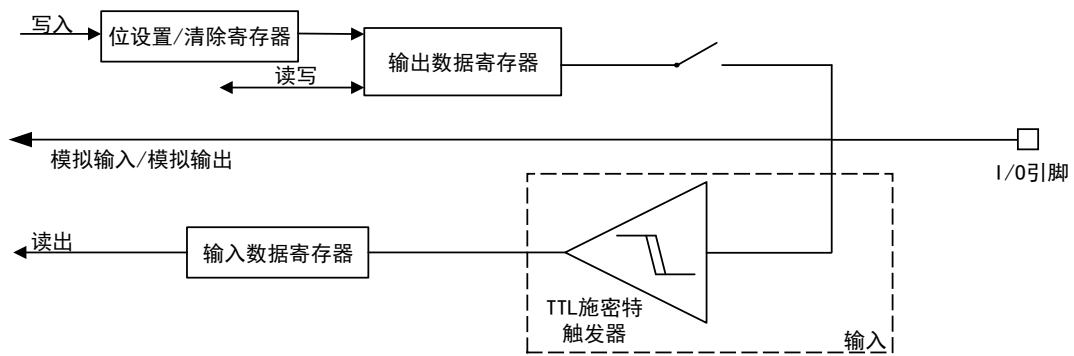 写入
位设置/清除寄存器
输出数据寄存器
读写
模拟输入/模拟输出
I/O引脚
读出
输入数据寄存器
TTL施密特
触发器
输入